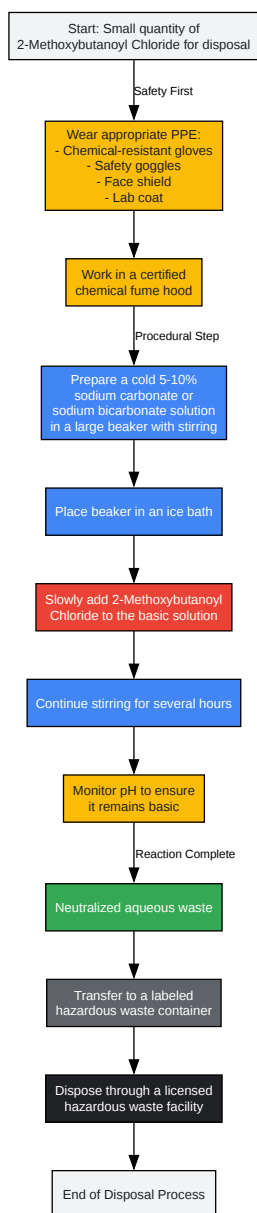 Start: Small quantity of
2-Methoxybutanoyl Chloride for disposal
Safety First
Wear appropriate PPE:
- Chemical-resistant gloves
- Safety goggles
- Face shield
- Lab coat
Work in a certified
chemical fume hood
Procedural Step
Prepare a cold 5-10%
sodium carbonate or
sodium bicarbonate solution
in a large beaker with stirring
Place beaker in an ice bath
Slowly add 2-Methoxybutanoyl
Chloride to the basic solution
Continue stirring for several hours
Monitor pH to ensure
it remains basic
Reaction Complete
Neutralized aqueous waste
Transfer to a labeled
hazardous waste container
Dispose through a licensed
hazardous waste facility
End of Disposal Process